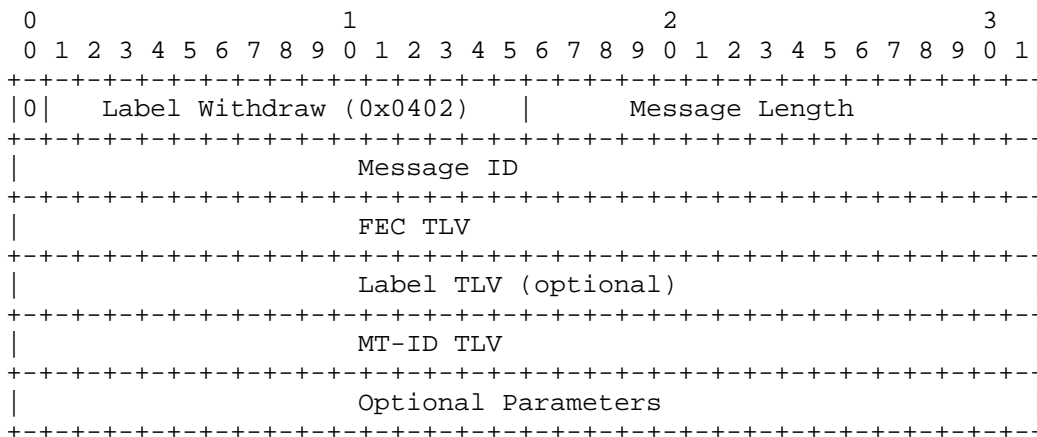 0                   1                   2                   3
 0 1 2 3 4 5 6 7 8 9 0 1 2 3 4 5 6 7 8 9 0 1 2 3 4 5 6 7 8 9 0 1
+-+-+-+-+-+-+-+-+-+-+-+-+-+-+-+-+-+-+-+-+-+-+-+-+-+-+-+-+-+-+-+-+-
|0|    Label Withdraw (0x0402)   |      Message Length          |
+-+-+-+-+-+-+-+-+-+-+-+-+-+-+-+-+-+-+-+-+-+-+-+-+-+-+-+-+-+-+-+-+-
|                     Message ID                                |
+-+-+-+-+-+-+-+-+-+-+-+-+-+-+-+-+-+-+-+-+-+-+-+-+-+-+-+-+-+-+-+-+-
|                     FEC TLV                                   |
+-+-+-+-+-+-+-+-+-+-+-+-+-+-+-+-+-+-+-+-+-+-+-+-+-+-+-+-+-+-+-+-+-
|                     Label TLV (optional)                      |
+-+-+-+-+-+-+-+-+-+-+-+-+-+-+-+-+-+-+-+-+-+-+-+-+-+-+-+-+-+-+-+-+-
|                     MT-ID TLV                                 |
+-+-+-+-+-+-+-+-+-+-+-+-+-+-+-+-+-+-+-+-+-+-+-+-+-+-+-+-+-+-+-+-+-
|                     Optional Parameters                       |
+-+-+-+-+-+-+-+-+-+-+-+-+-+-+-+-+-+-+-+-+-+-+-+-+-+-+-+-+-+-+-+-+-